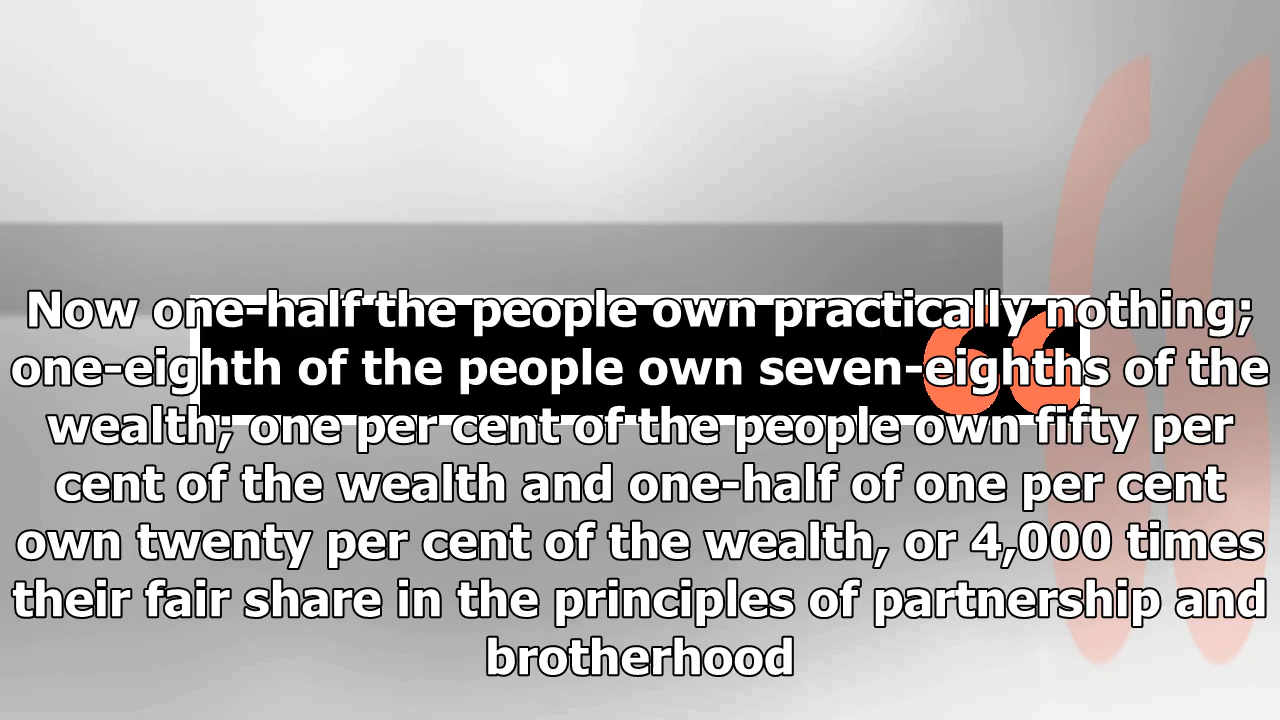 Now one-half the people own practically nothing;
one-eighth of the people own seven-eighths of the
wealth; one per cent of the people own fifty per
cent of the wealth and one-half of one per cent
own twenty per cent of the wealth, or 4,000 times
their fair share in the principles of partnership and
brotherhood